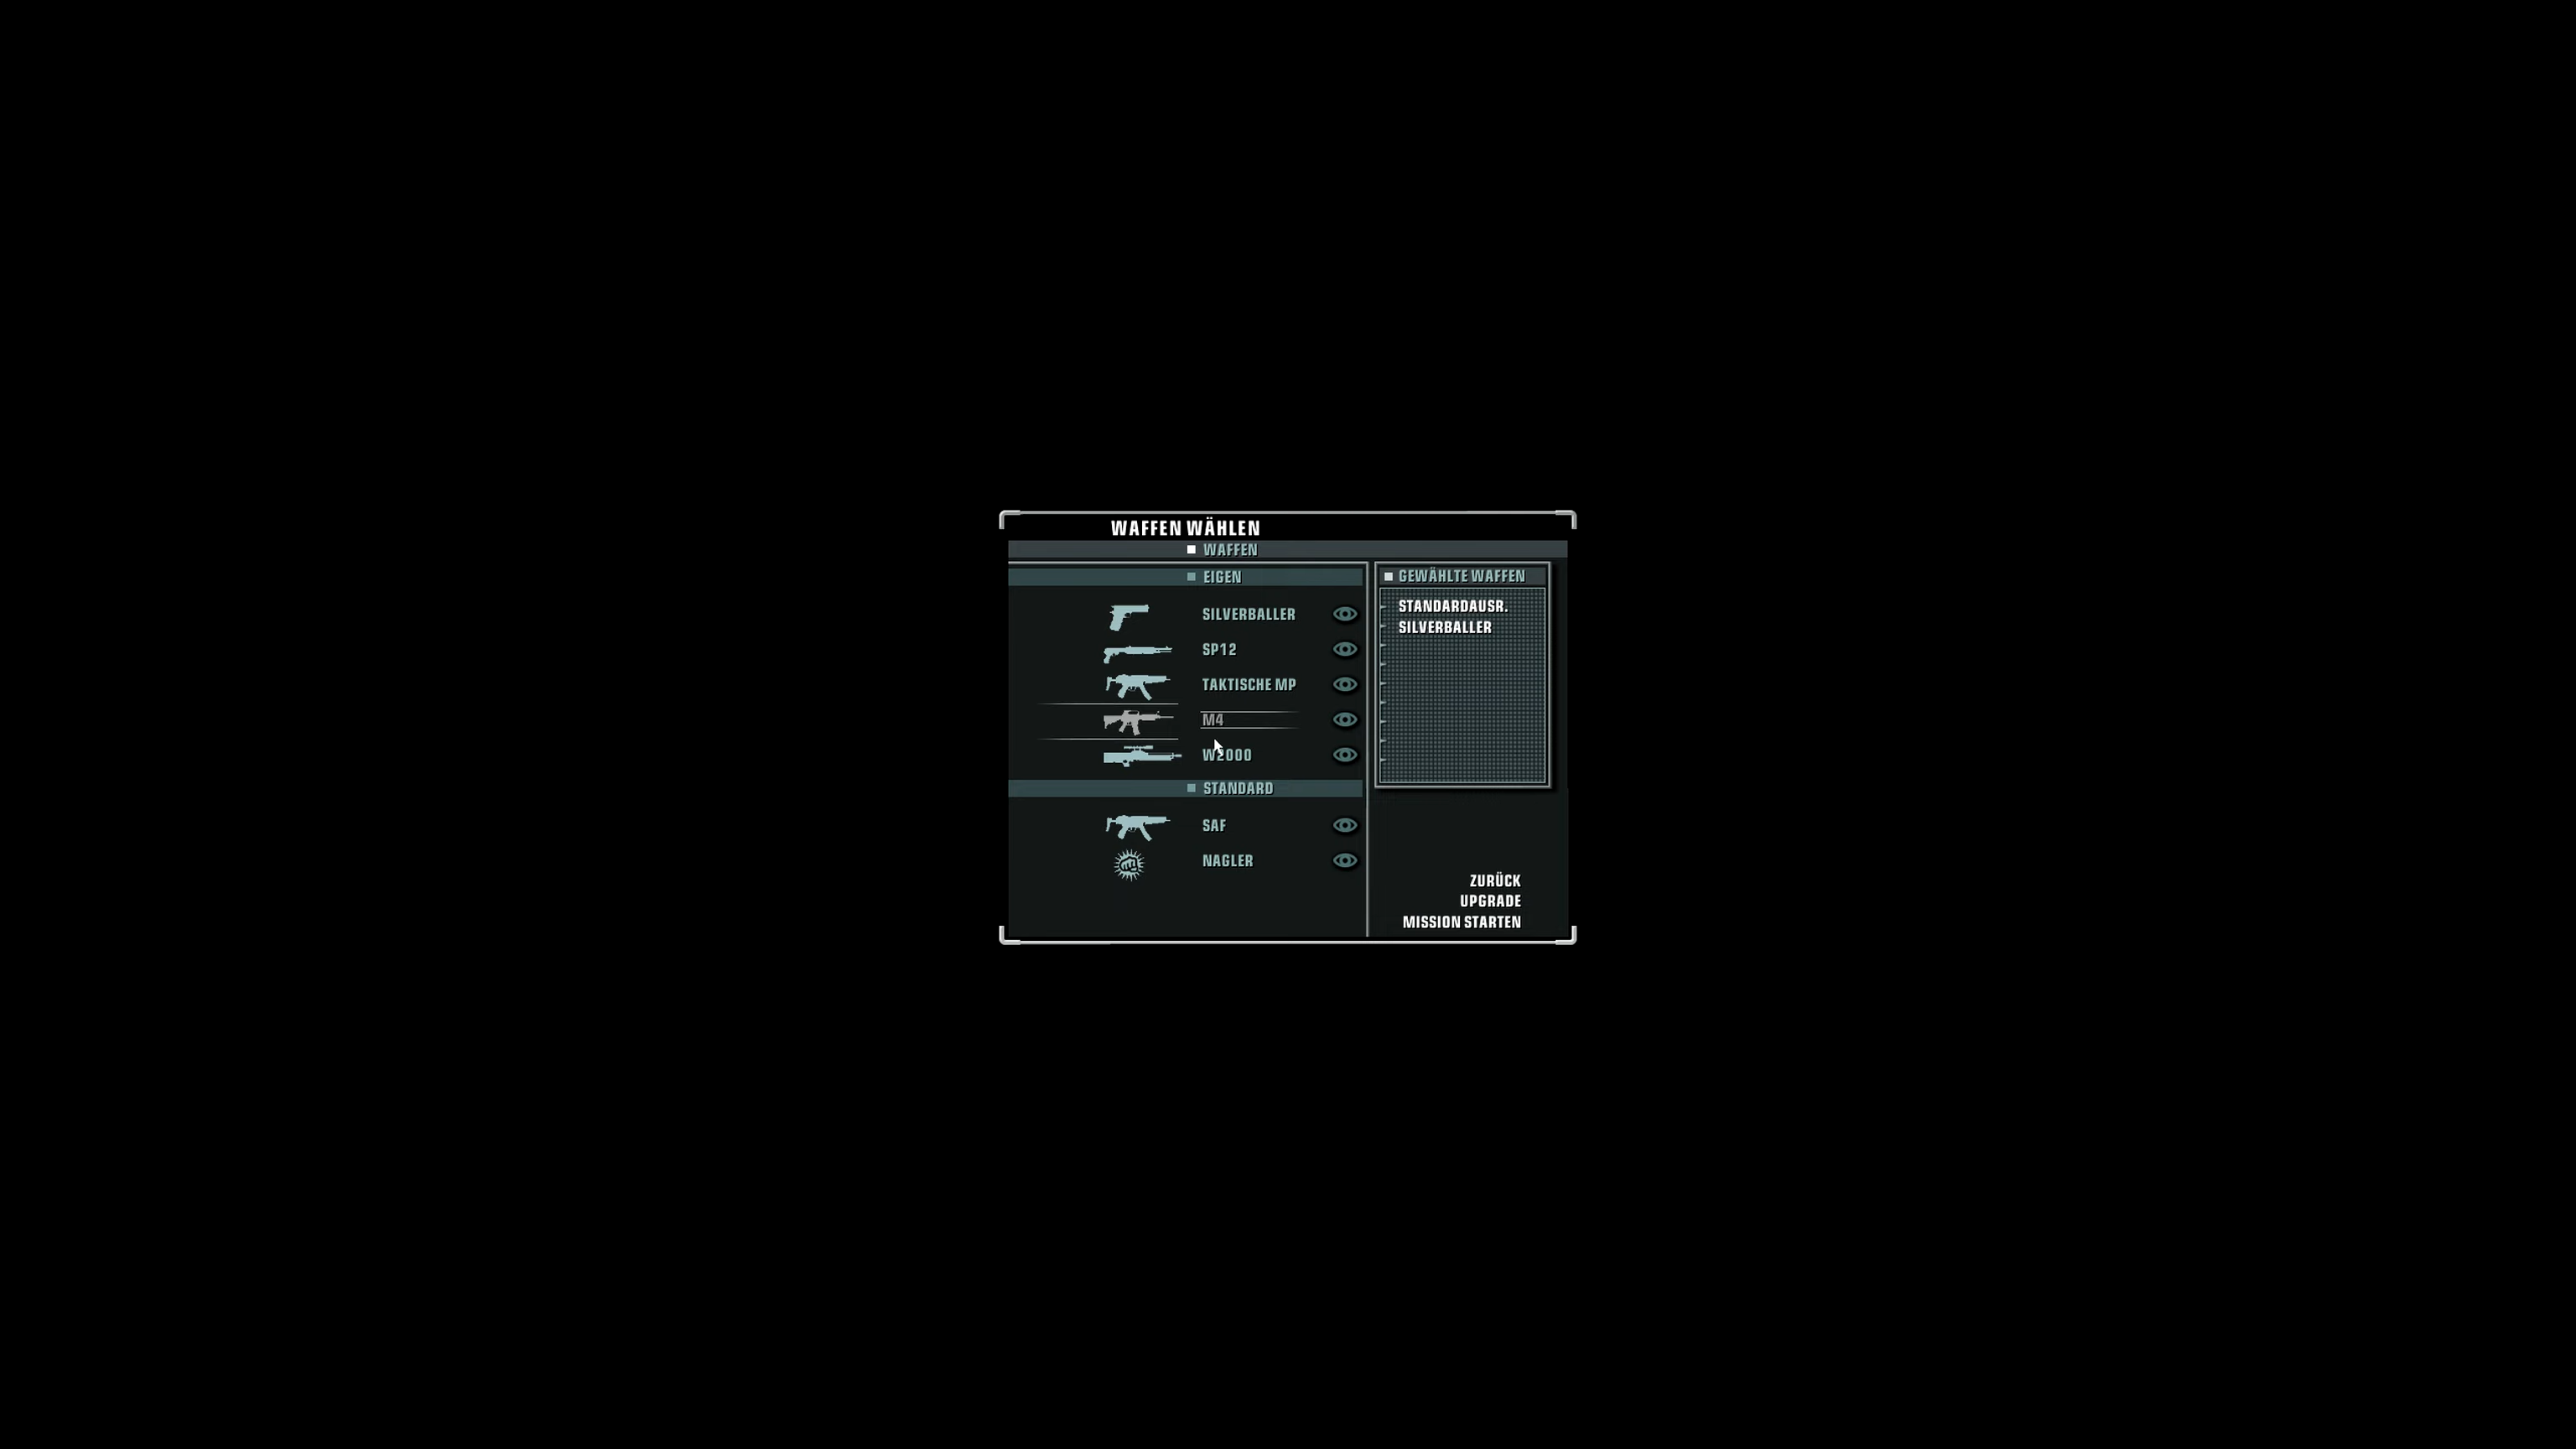 WAFFEN WÄHLEN
WAFFEN
EIGEN
SILVERBALLER
SP12
TAKTISCHE MP
M4
W2000
STANDARD
SAF
NAGLER
GEWÄHLTE WAFFEN
STANDARDAUSR.
SILVERBALLER
ZURÜCK
UPGRADE
MISSION STARTEN